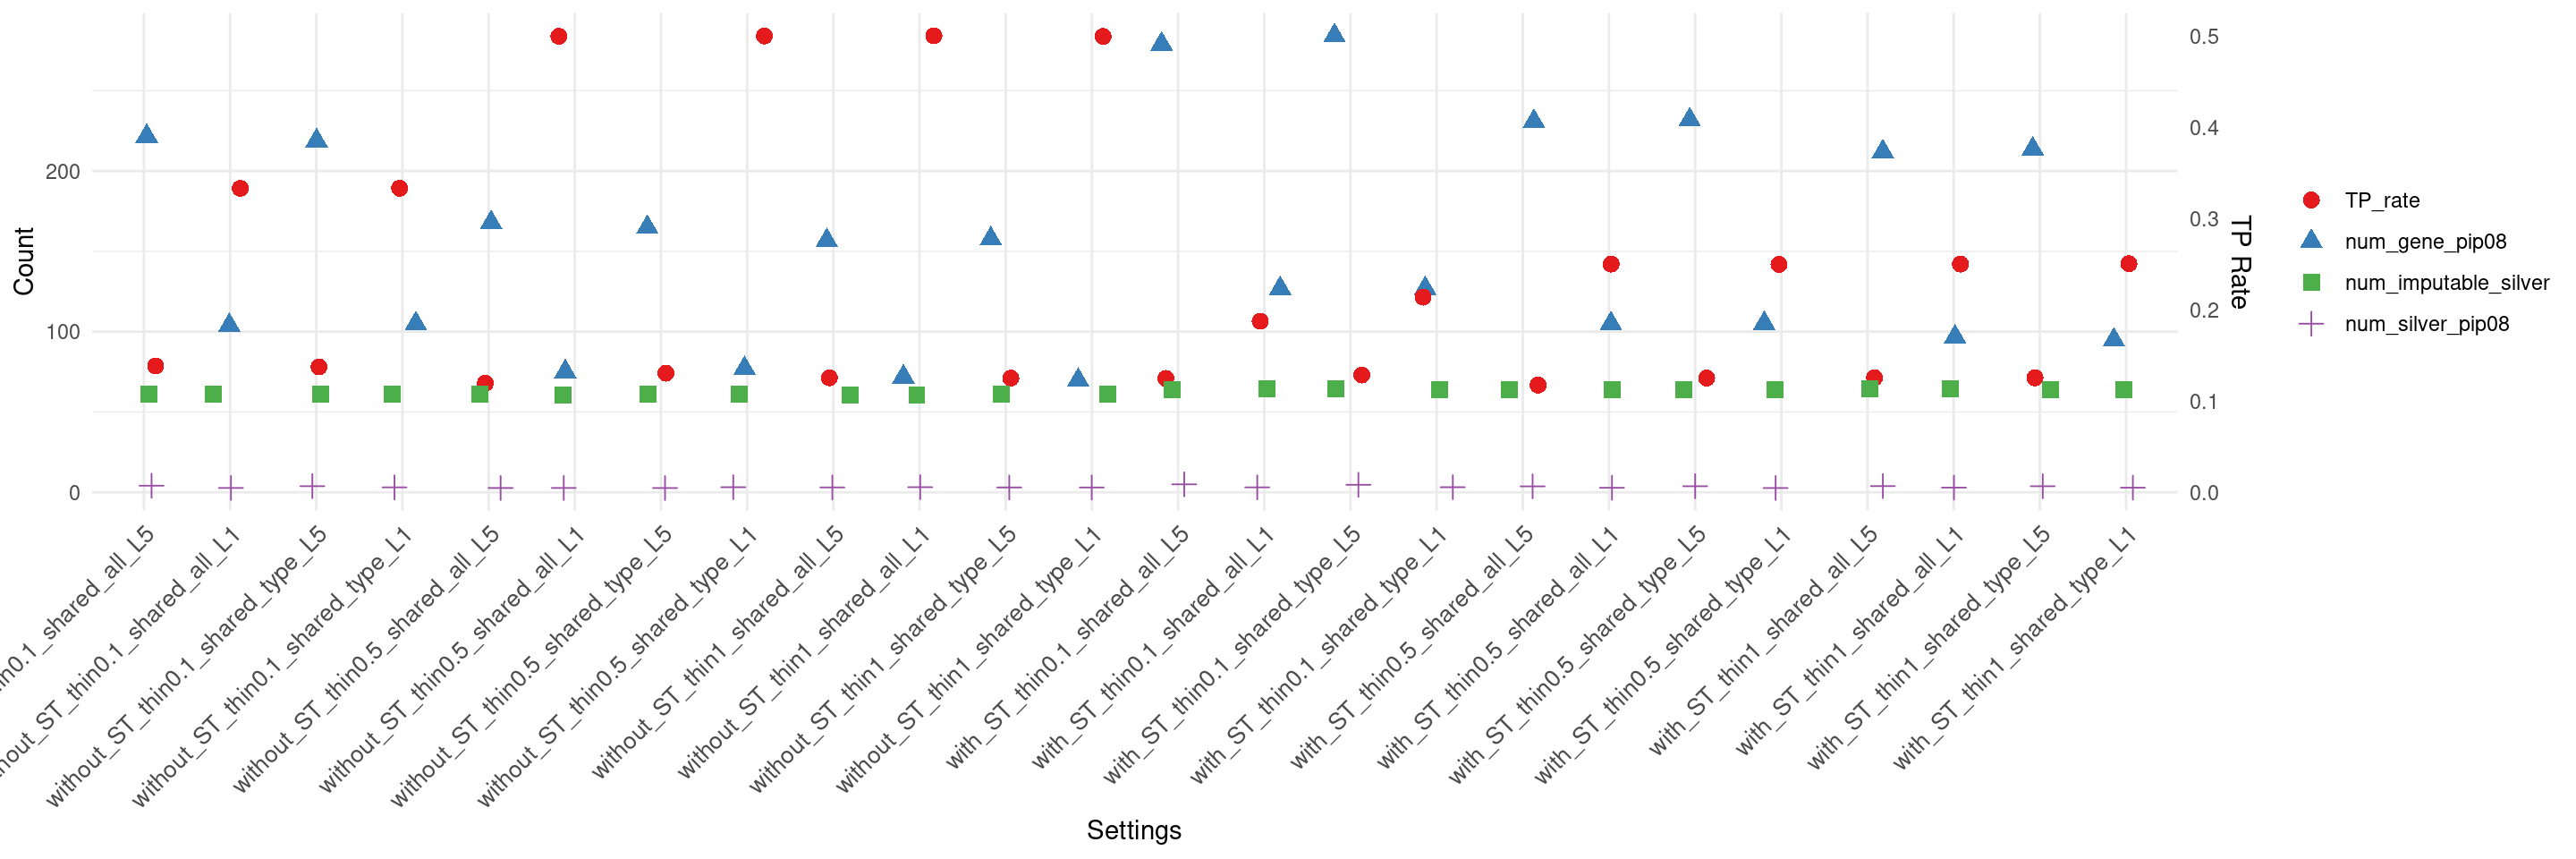 Count
200
100
0
0.5
0.4
0.3
0.2
0.1
0.0
TP Rate
TP_rate
num_gene_pip08
num_imputable_silver
num_silver_pip08
in0.1_shared_all_L5
hout_ST_thin0.1_shared_all_L1
without_ST_thin0.1_shared_type_L5
without_ST_thin0.1_shared_type_L1
without_ST_thin0.5_shared_all_L5
without_ST_thin0.5_shared_all_L1
without_ST_thin0.5_shared_type_L5
without_ST_thin0.5_shared_type_L1
without_ST_thin1_shared_all_L5
without_ST_thin1_shared_all_L1
without_ST_thin1_shared_type_L5
without_ST_thin1_shared_type_L1
with_ST_thin0.1_shared_all_L5
with_ST_thin0.1_shared_all_L1
with_ST_thin0.1_shared_type_L5
with_ST_thin0.1_shared_type_L1
with_ST_thin0.5_shared_all_L5
with_ST_thin0.5_shared_all_L1
with_ST_thin0.5_shared_type_L5
with_ST_thin0.5_shared_type_L1
with_ST_thin1_shared_all_L5
with_ST_thin1_shared_all_L1
with_ST_thin1_shared_type_L5
with_ST_thin1_shared_type_L1
Settings